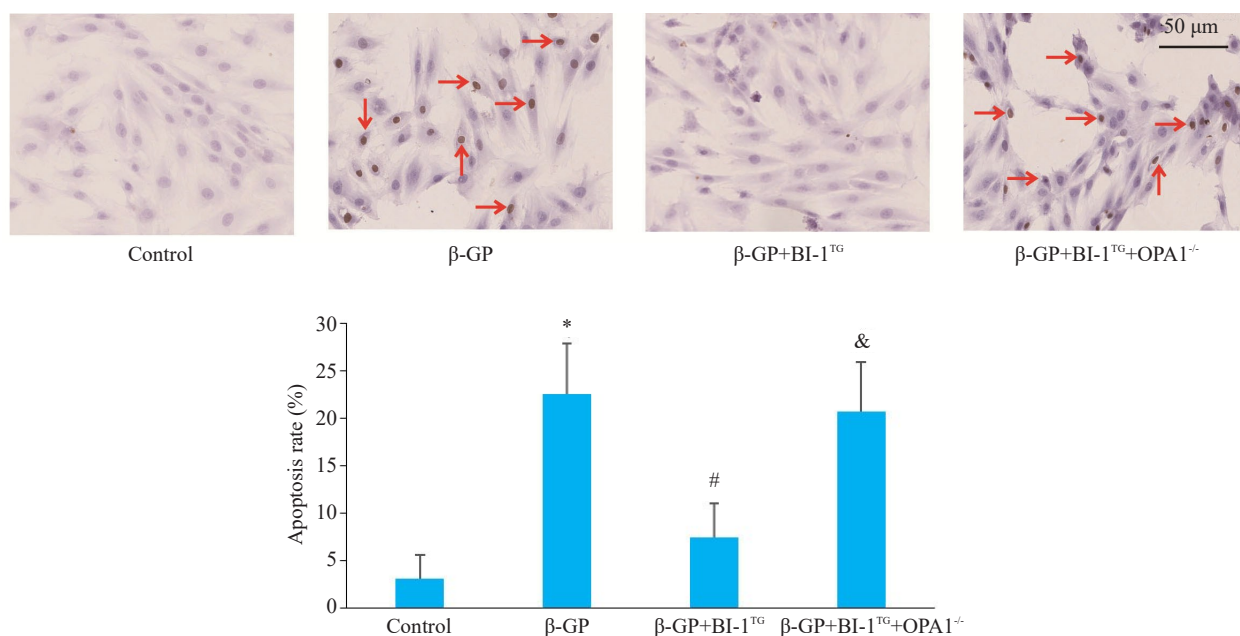 50 μm
Control
β-GP
β-GP+BI-1ᵀᴳ
β-GP+BI-1ᵀᴳ+OPA1⁻/⁻
Apoptosis rate (%)
30
25
20
15
10
5
0
*
#
&
Control
β-GP
β-GP+BI-1ᵀᴳ
β-GP+BI-1ᵀᴳ+OPA1⁻/⁻